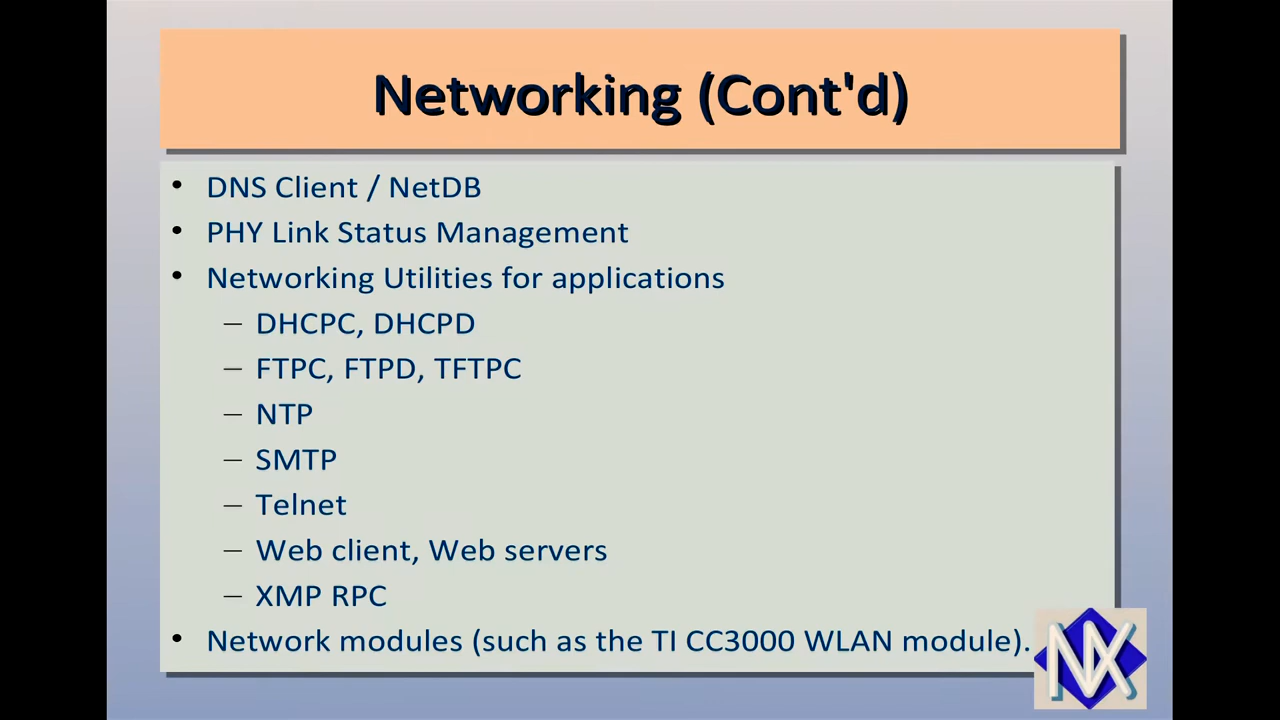 Networking (Cont'd)
• DNS Client / NetDB
• PHY Link Status Management
• Networking Utilities for applications
– DHCPC, DHCPD
– FTPC, FTPD, TFTPC
– NTP
– SMTP
– Telnet
– Web client, Web servers
– XMP RPC
• Network modules (such as the TI CC3000 WLAN module).
NX